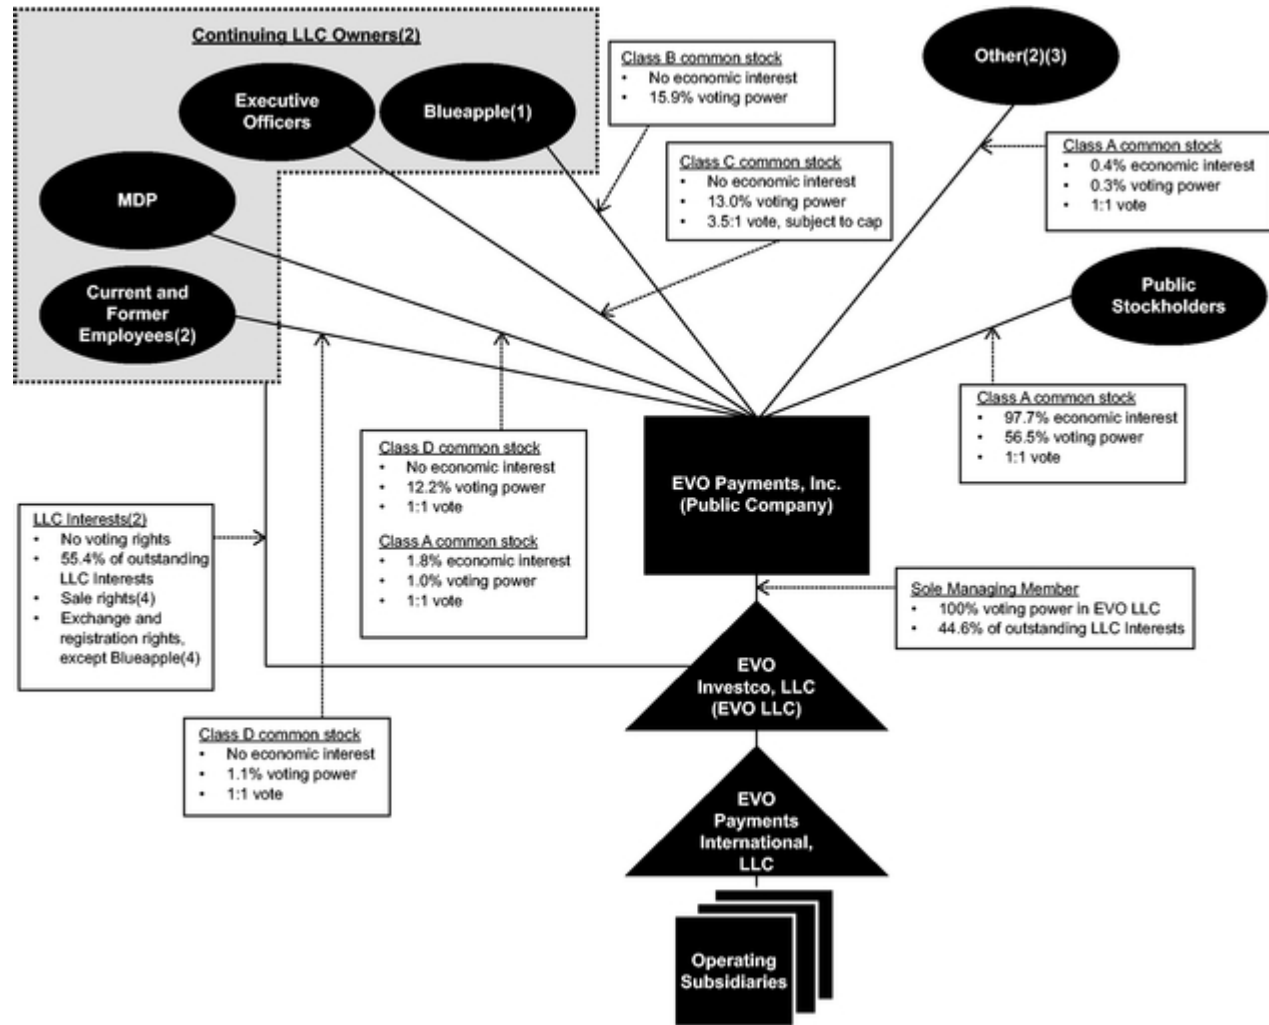 Continuing LLC Owners(2)
Executive
Officers
Blueapple(1)
MDP
Current and
Former
Employees(2)
Class B common stock
• No economic interest
• 15.9% voting power
Class C common stock
• No economic interest
• 13.0% voting power
• 3.5:1 vote, subject to cap
Other(2)(3)
Class A common stock
• 0.4% economic interest
• 0.3% voting power
• 1:1 vote
Public
Stockholders
Class A common stock
• 97.7% economic interest
• 56.5% voting power
• 1:1 vote
Class D common stock
• No economic interest
• 12.2% voting power
• 1:1 vote
Class A common stock
• 1.8% economic interest
• 1.0% voting power
• 1:1 vote
EVO Payments, Inc.
(Public Company)
LLC Interests(2)
• No voting rights
• 55.4% of outstanding
LLC Interests
• Sale rights(4)
• Exchange and
registration rights,
except Blueapple(4)
Sole Managing Member
• 100% voting power in EVO LLC
• 44.6% of outstanding LLC Interests
EVO
Investco, LLC
(EVO LLC)
Class D common stock
• No economic interest
• 1.1% voting power
• 1:1 vote
EVO
Payments
International,
LLC
Operating
Subsidiaries